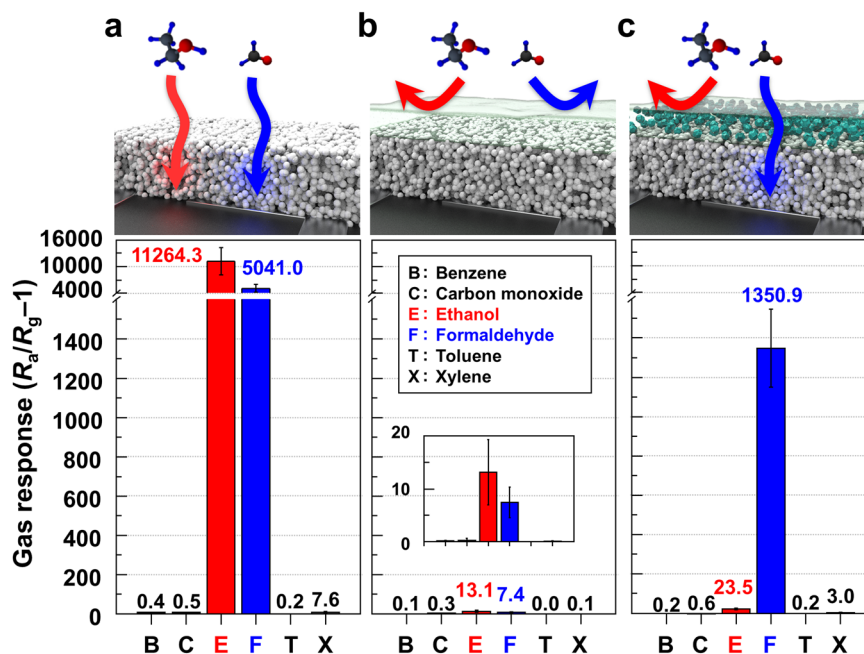 a
b
c
Gas response (Rₐ/R₉–1)
16000
10000
4000
1400
1200
1000
800
600
400
200
0
11264.3
5041.0
0.4
0.5
0.2
7.6
B
C
E
F
T
X
B : Benzene
C : Carbon monoxide
E : Ethanol
F : Formaldehyde
T : Toluene
X : Xylene
20
10
0
0.1
0.3
13.1
7.4
0.0
0.1
B
C
E
F
T
X
1350.9
0.2
0.6
23.5
0.2
3.0
B
C
E
F
T
X